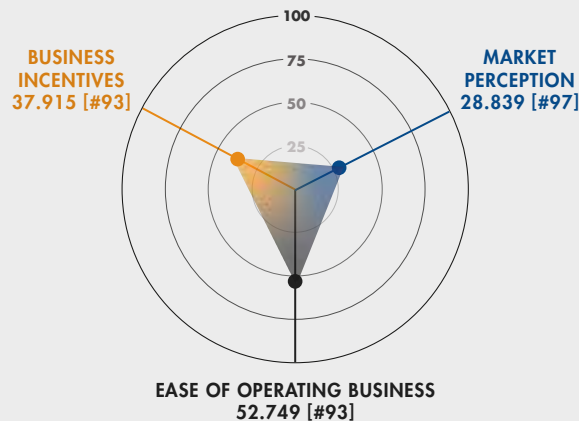 100
75
50
25
BUSINESS
INCENTIVES
37.915 [#93]
MARKET
PERCEPTION
28.839 [#97]
EASE OF OPERATING BUSINESS
52.749 [#93]